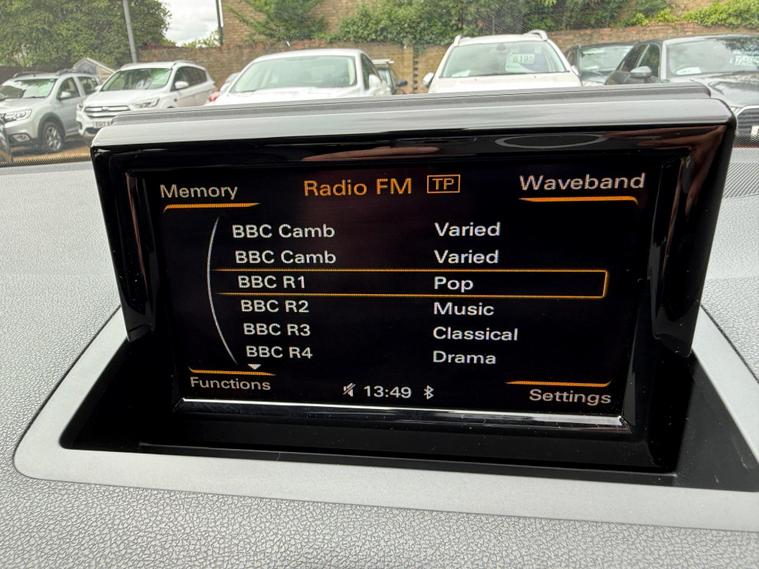 Memory Radio FM TP Waveband
BBC Camb Varied
BBC Camb Varied
BBC R1 Pop
BBC R2 Music
BBC R3 Classical
BBC R4 Drama
Functions 13:49 Settings